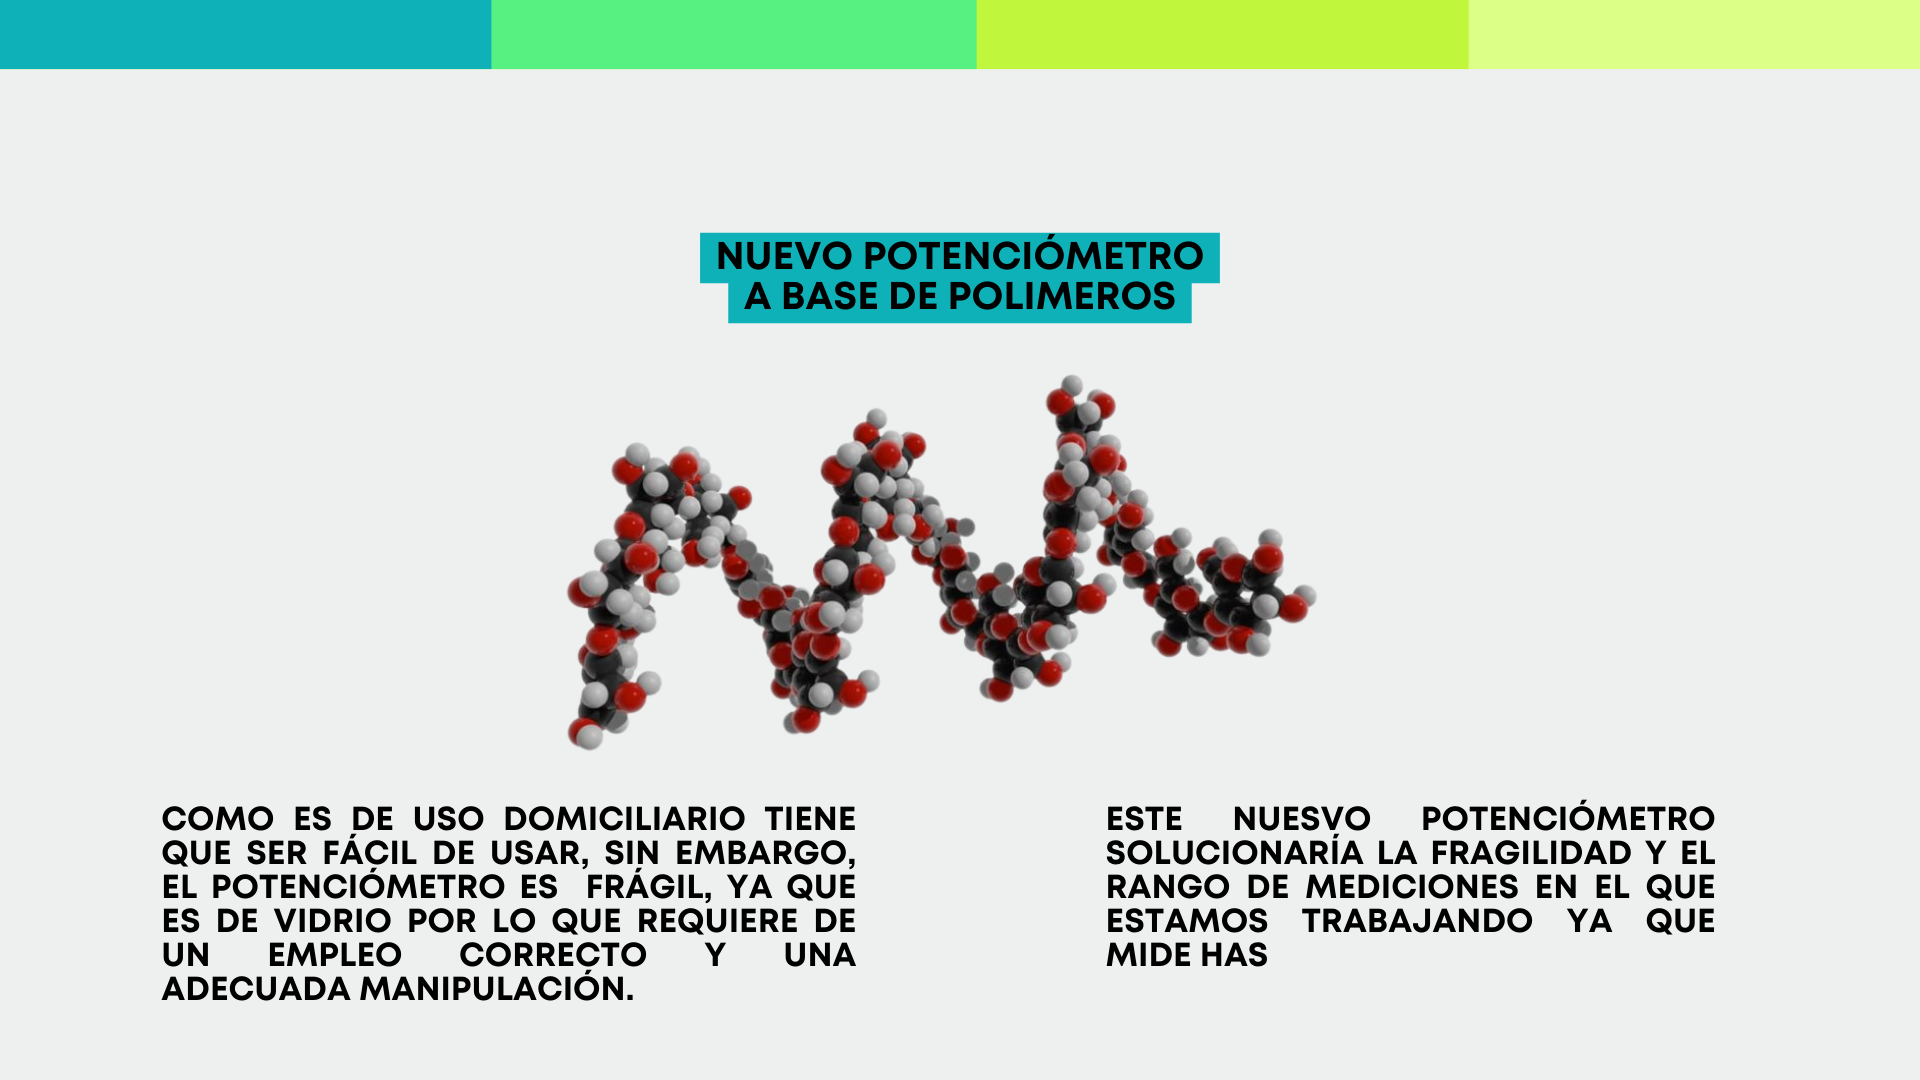 NUEVO POTENCIÓMETRO
A BASE DE POLIMEROS
COMO ES DE USO DOMICILIARIO TIENE
QUE SER FÁCIL DE USAR, SIN EMBARGO,
EL POTENCIÓMETRO ES FRÁGIL, YA QUE
ES DE VIDRIO POR LO QUE REQUIERE DE
UN EMPLEO CORRECTO Y UNA
ADECUADA MANIPULACIÓN.
ESTE NUESVO POTENCIÓMETRO
SOLUCIONARÍA LA FRAGILIDAD Y EL
RANGO DE MEDICIONES EN EL QUE
ESTAMOS TRABAJANDO YA QUE
MIDE HAS